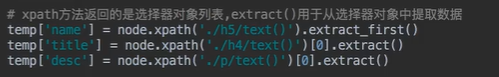 # xpath方法返回的是选择器对象列表,extract()用于从选择器对象中提取数据
temp['name'] = node.xpath('./h5/text()').extract_first()
temp['title'] = node.xpath('./h4/text()')[0].extract()
temp['desc'] = node.xpath('./p/text()')[0].extract()